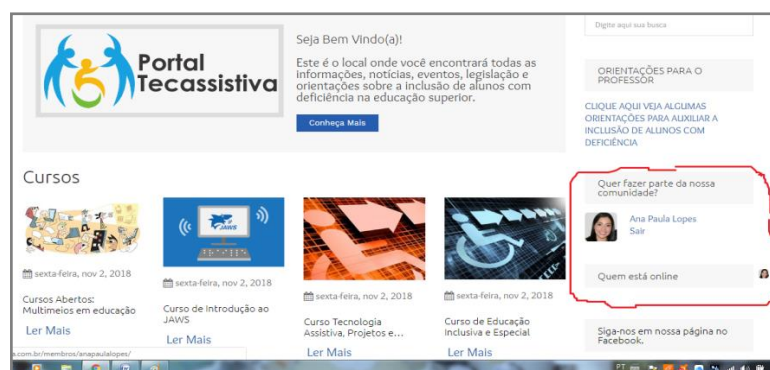 Portal
Tecassistiva
Seja Bem Vindo(a)!
Este é o local onde você encontrará todas as
informações, notícias, eventos, legislação e
orientações sobre a inclusão de alunos com
deficiência na educação superior.
Conheça Mais
Cursos
JAWS
sexta-feira, nov 2, 2018
Cursos Abertos:
Multimeios em educação
Ler Mais
sexta-feira, nov 2, 2018
Curso de Introdução ao
JAWS
Ler Mais
sexta-feira, nov 2, 2018
Curso Tecnologia
Assistiva, Projetos e...
Ler Mais
sexta-feira, nov 2, 2018
Curso de Educação
Inclusiva e Especial
Ler Mais
Digite aqui sua busca
ORIENTAÇÕES PARA O
PROFESSOR
CLIQUE AQUI VEJA ALGUMAS
ORIENTAÇÕES PARA AUXILIAR A
INCLUSÃO DE ALUNOS COM
DEFICIÊNCIA
Quer fazer parte da nossa
comunidade?
Ana Paula Lopes
Sair
Quem está online
Siga-nos em nossa página no
Facebook.
a.com.br/membros/anapaulalopes/
PT